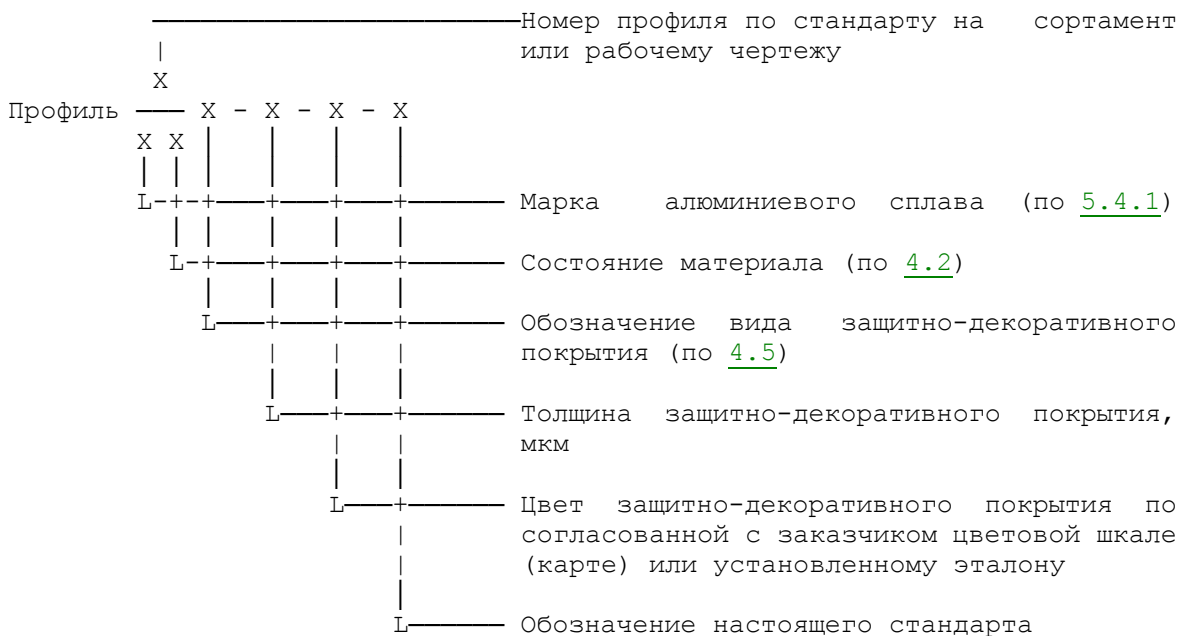 Номер профиля по стандарту на сортамент
или рабочему чертежу
X
Профиль ─── X - X - X - X
X X
L-+-+───+───+───+────── Марка алюминиевого сплава (по 5.4.1)
L-+───+───+───+────── Состояние материала (по 4.2)
L───+───+───+────── Обозначение вида защитно-декоративного
покрытия (по 4.5)
L───+───+────── Толщина защитно-декоративного покрытия,
мкм
L───+────── Цвет защитно-декоративного покрытия по
согласованной с заказчиком цветовой шкале
(карте) или установленному эталону
L────── Обозначение настоящего стандарта